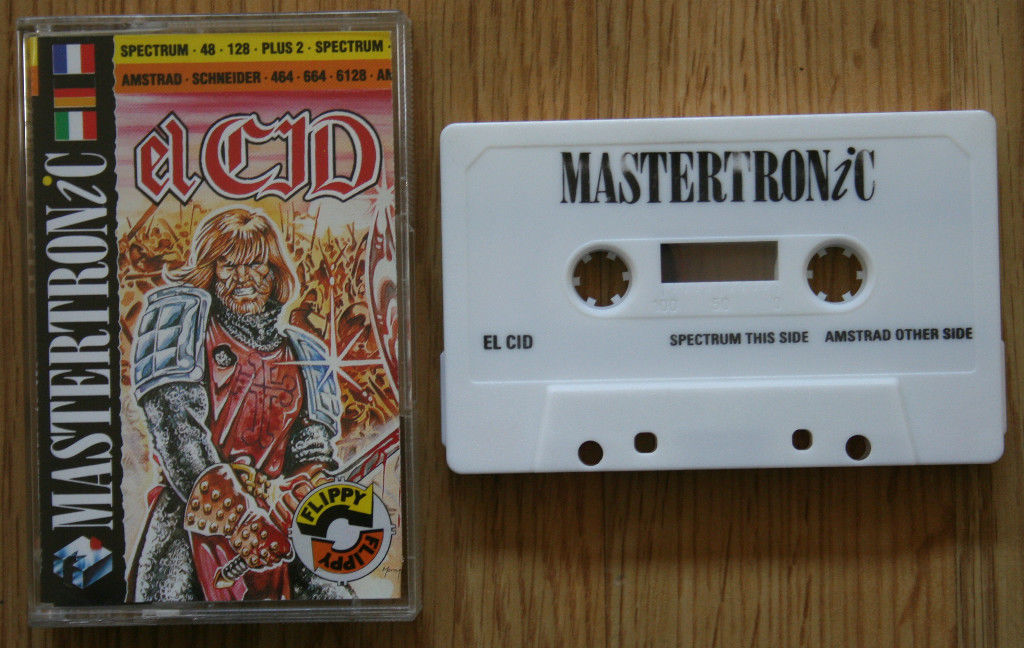 SPECTRUM · 48 · 128 · PLUS 2 · SPECTRUM ·
AMSTRAD · SCHNEIDER · 464 · 664 · 6128 · AM
el CID
MASTERTRONiC
FLIPPY
FLIPPY
MASTERTRONiC
100 50 0
EL CID
SPECTRUM THIS SIDE AMSTRAD OTHER SIDE